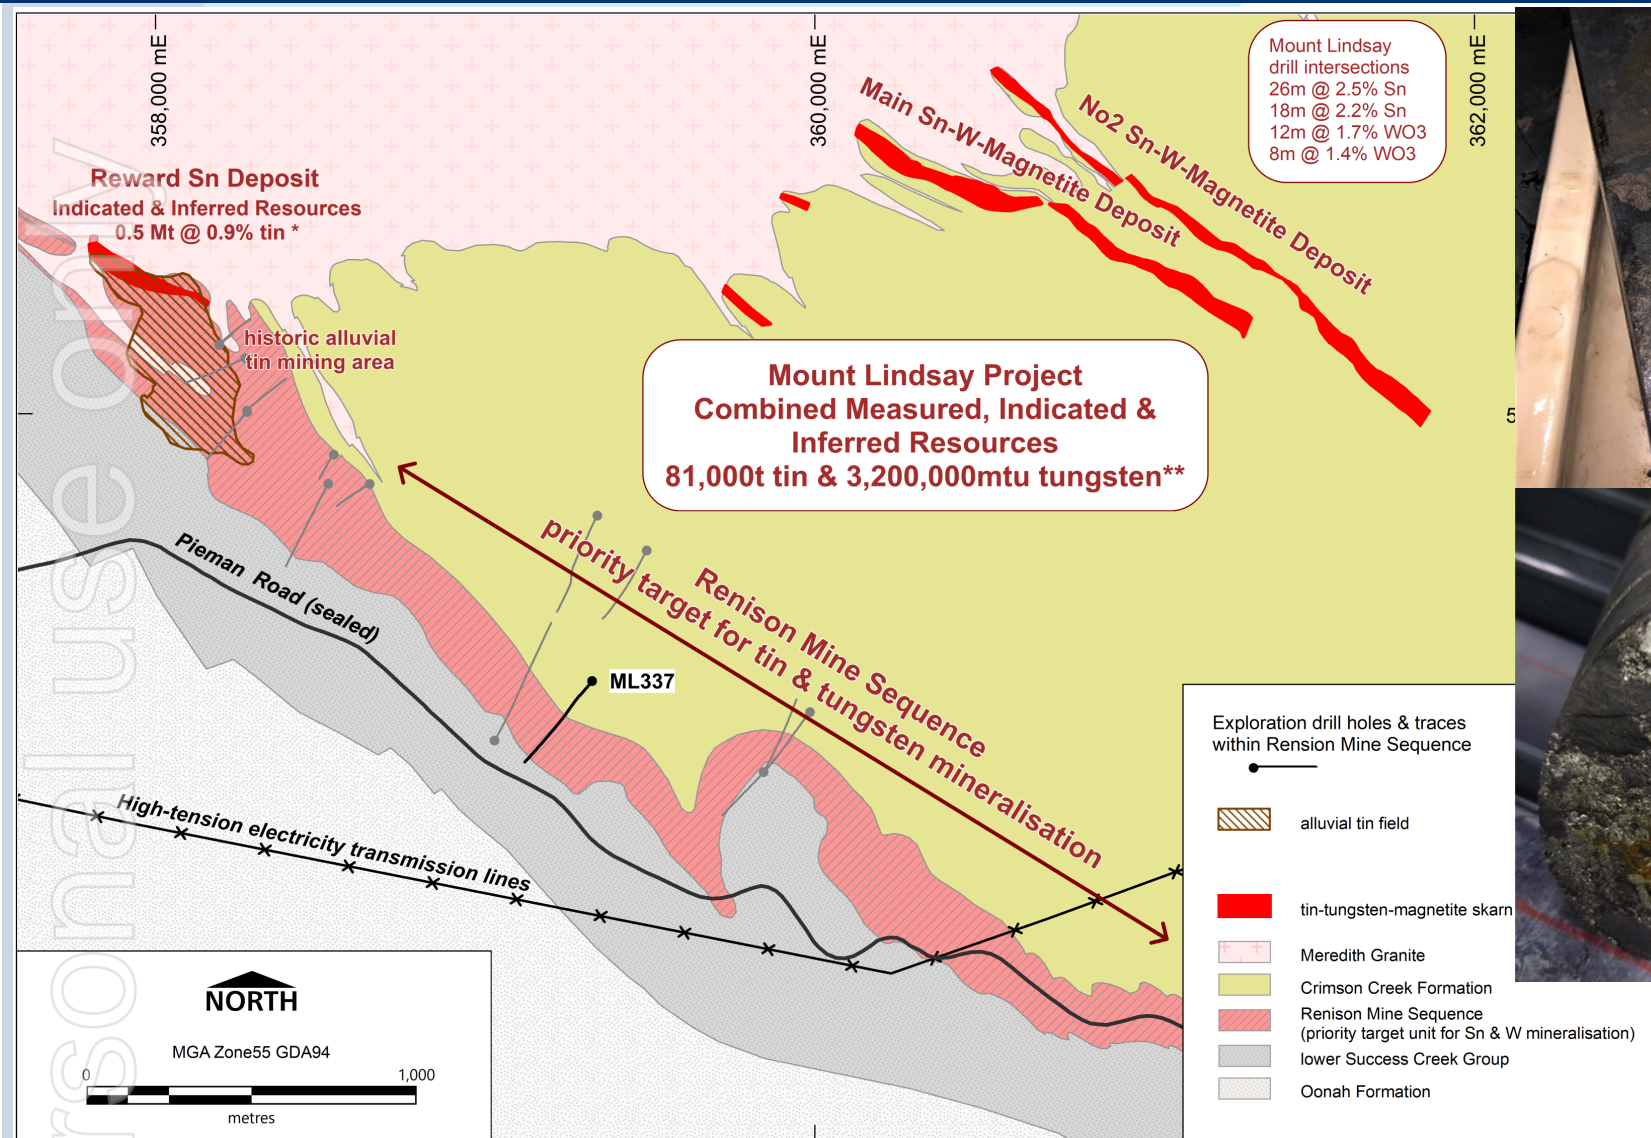 358,000 mE
360,000 mE
362,000 mE
Mount Lindsay
drill intersections
26m @ 2.5% Sn
18m @ 2.2% Sn
12m @ 1.7% WO3
8m @ 1.4% WO3
Main Sn-W-Magnetite Deposit
No2 Sn-W-Magnetite Deposit
Reward Sn Deposit
Indicated & Inferred Resources
0.5 Mt @ 0.9% tin *
historic alluvial
tin mining area
Mount Lindsay Project
Combined Measured, Indicated &
Inferred Resources
81,000t tin & 3,200,000mtu tungsten**
5
Renison Mine Sequence
priority target for tin & tungsten mineralisation
Pieman Road (sealed)
ML337
High-tension electricity transmission lines
Exploration drill holes & traces
within Rension Mine Sequence
alluvial tin field
tin-tungsten-magnetite skarn
Meredith Granite
Crimson Creek Formation
Renison Mine Sequence
(priority target unit for Sn & W mineralisation)
lower Success Creek Group
Oonah Formation
NORTH
MGA Zone55 GDA94
0 1,000
metres
rsonal use only